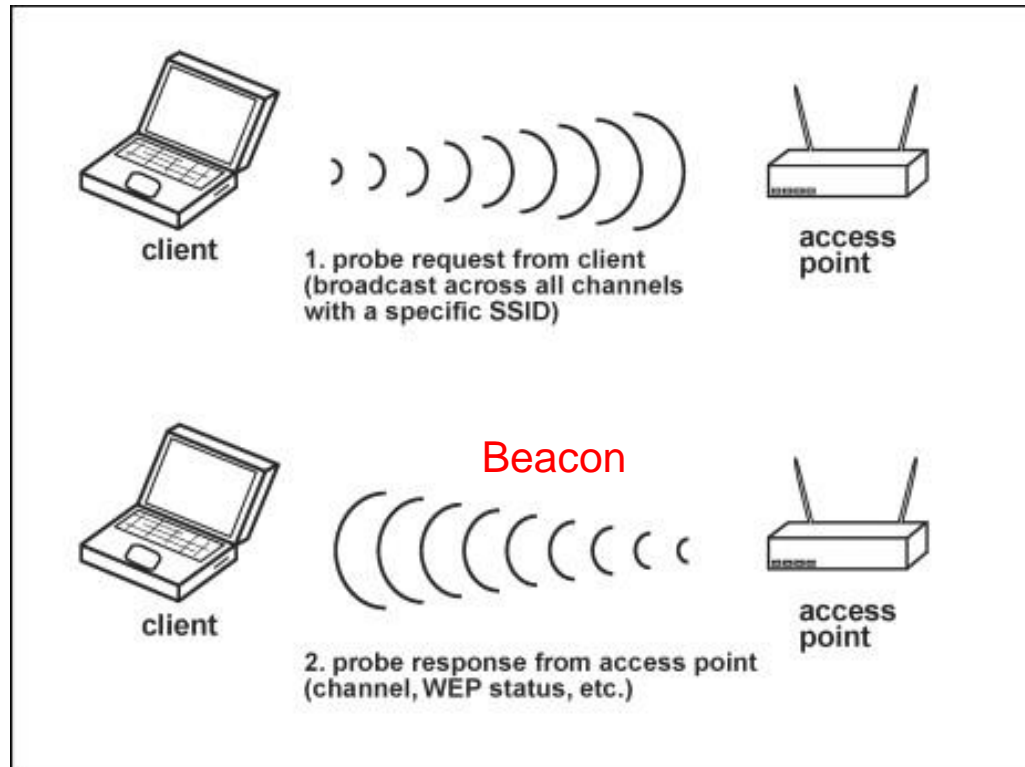 client
access
point
1. probe request from client
(broadcast across all channels
with a specific SSID)
Beacon
client
access
point
2. probe response from access point
(channel, WEP status, etc.)